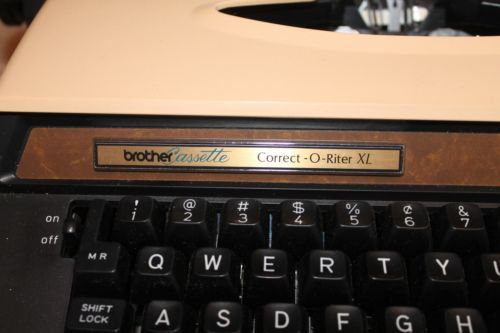 brother Cassette Correct-O-Riter XL
on ! 1 @ 2 # 3 $ 4 % 5 ¢ 6 & 7
off
MR Q W E R T Y
SHIFT LOCK A S D F G H